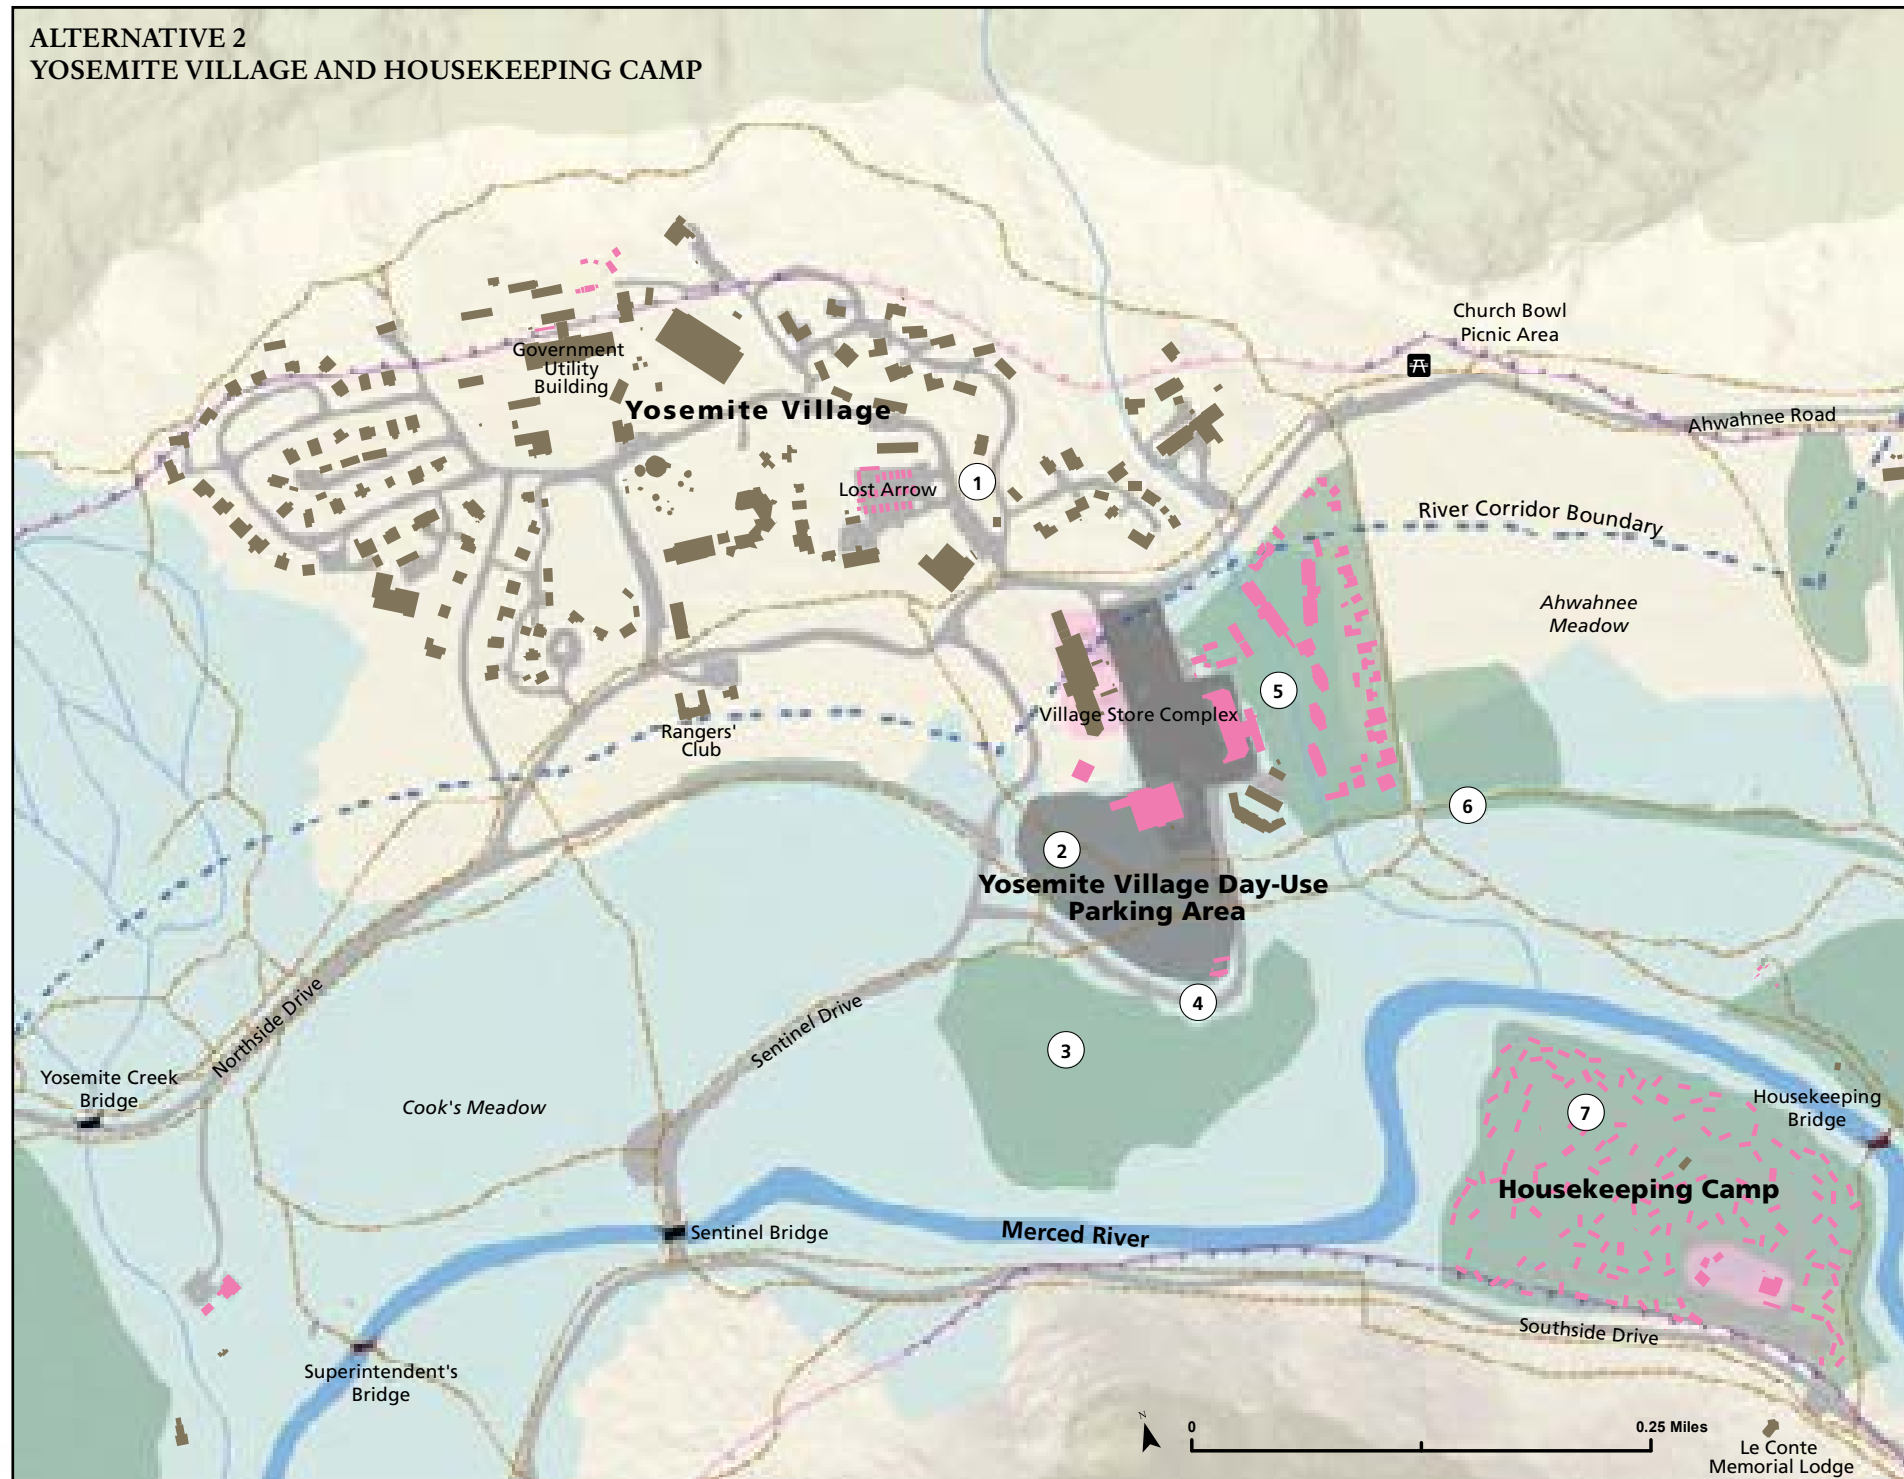 ALTERNATIVE 2
YOSEMITE VILLAGE AND HOUSEKEEPING CAMP
Church Bowl
Picnic Area
Government
Utility
Building
Yosemite Village
Ahwahnee Road
Lost Arrow
1
River Corridor Boundary
Ahwahnee
Meadow
5
Village Store Complex
Rangers'
Club
6
2
Yosemite Village Day-Use
Parking Area
4
3
Northside Drive
Sentinel Drive
Yosemite Creek
Bridge
Cook's Meadow
7
Housekeeping
Bridge
Housekeeping Camp
Sentinel Bridge
Merced River
Southside Drive
Superintendent's
Bridge
N
0
0.25 Miles
Le Conte
Memorial Lodge